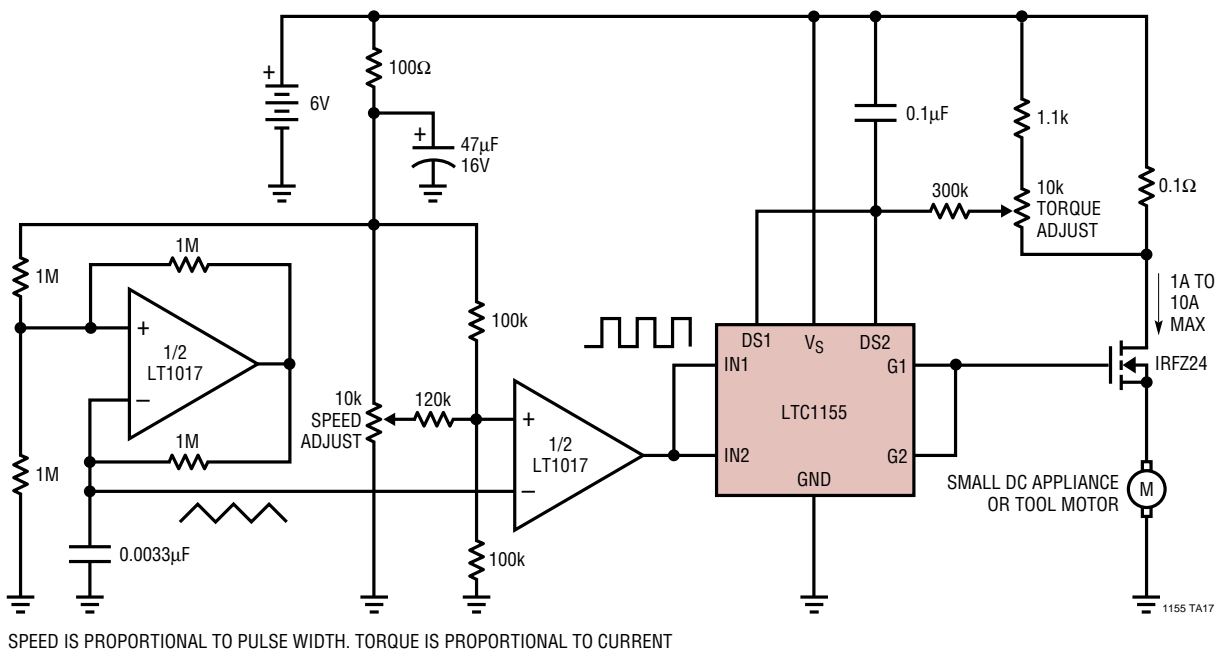 100Ω
6V
+
+
47µF
16V
0.1µF
1.1k
0.1Ω
300k
10k
TORQUE
ADJUST
1M
1M
1M
1M
+
1/2
LT1017
−
0.0033µF
100k
10k
SPEED
ADJUST
120k
+
1/2
LT1017
−
100k
DS1
VS
DS2
IN1
G1
LTC1155
IN2
G2
GND
1A TO
10A
MAX
IRFZ24
SMALL DC APPLIANCE
OR TOOL MOTOR
M
1155 TA17
SPEED IS PROPORTIONAL TO PULSE WIDTH. TORQUE IS PROPORTIONAL TO CURRENT